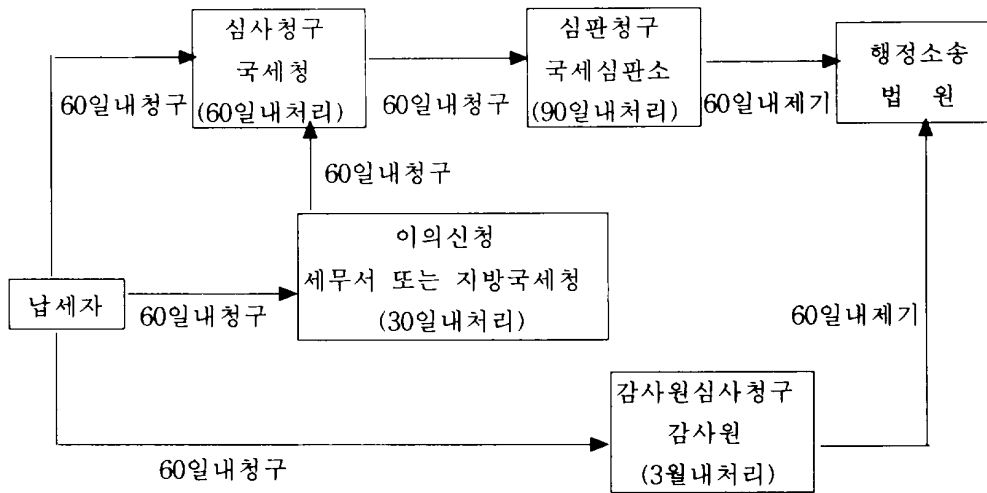 심사청구
국세청
(60일내처리)
심판청구
국세심판소
(90일내처리)
행정소송
법 원
60일내청구
60일내청구
60일내제기
60일내청구
이의신청
세무서 또는 지방국세청
(30일내처리)
납세자
60일내청구
60일내제기
감사원심사청구
감사원
(3월내처리)
60일내청구